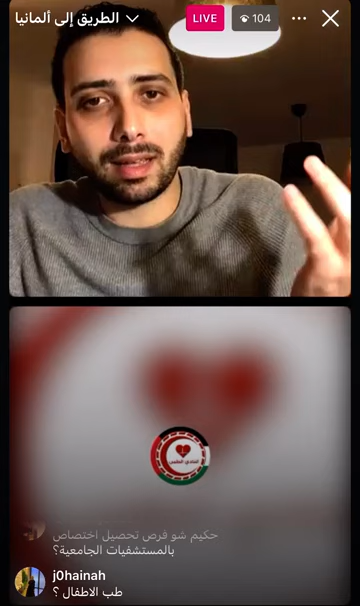 الطريق إلى ألمانيا
LIVE
104
حكيم شو فرص تحصيل اختصاص
بالمستشفيات الجامعية؟
j0hainah
طب الاطفال ؟